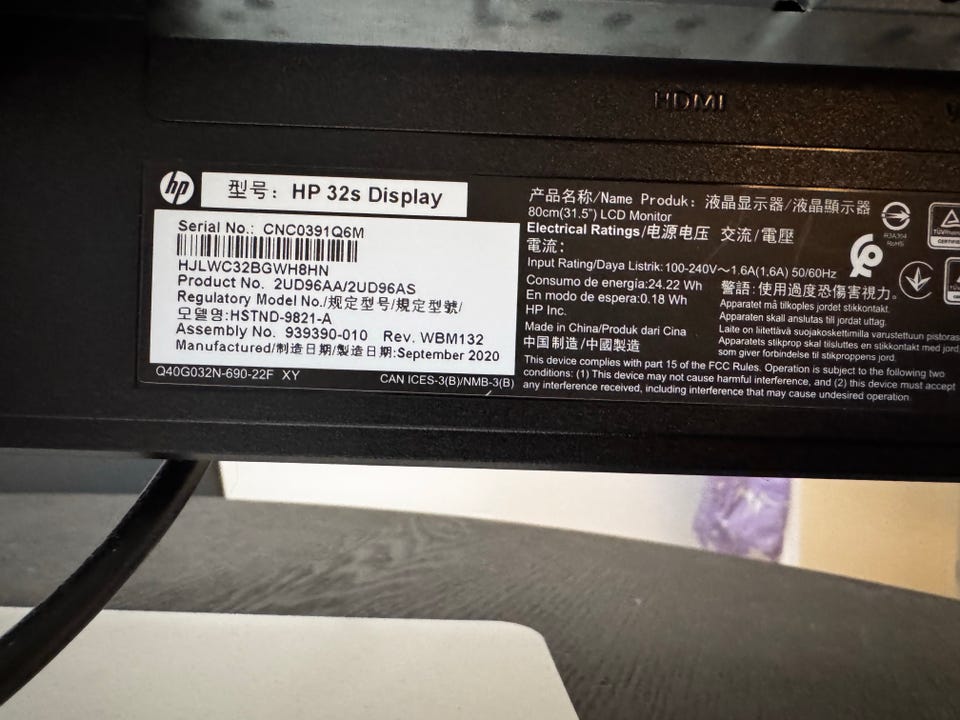 HDMI
hp
型号: HP 32s Display
Serial No.: CNC0391Q6M
HJLWC32BGWH8HN
Product No. 2UD96AA/2UD96AS
Regulatory Model No./规定型号/規定型號/
모델명:HSTND-9821-A
Assembly No. 939390-010 Rev. WBM132
Manufactured/制造日期/製造日期:September 2020
Q40G032N-690-22F XY
CAN ICES-3(B)/NMB-3(B)
产品名称/Name Produk: 液晶显示器/液晶顯示器
80cm(31.5") LCD Monitor
Electrical Ratings/电源电压 交流/電壓
電流:
Input Rating/Daya Listrik: 100-240V～1.6A(1.6A) 50/60Hz
Consumo de energía: 24.22 Wh
En modo de espera:0.18 Wh
HP Inc.
Made in China/Produk dari Cina
中国制造/中國製造
警語: 使用過度恐傷害視力。
Apparatet må tilkoples jordet stikkontakt.
Apparaten skall anslutas till jordat uttag.
Laite on liitettävä suojakoskettimilla varustettuun pistoras
Apparatets stikprop skal tilsluttes en stikkontakt med jord,
som giver forbindelse til stikproppens jord.
This device complies with part 15 of the FCC Rules. Operation is subject to the following two
conditions: (1) This device may not cause harmful interference, and (2) this device must accept
any interference received, including interference that may cause undesired operation
RoHS